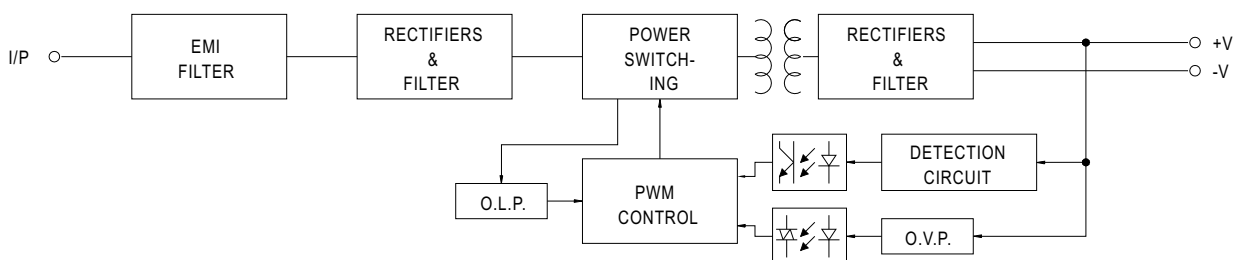 I/P
EMI
FILTER
RECTIFIERS
&
FILTER
POWER
SWITCH-
ING
RECTIFIERS
&
FILTER
+V
-V
O.L.P.
PWM
CONTROL
DETECTION
CIRCUIT
O.V.P.